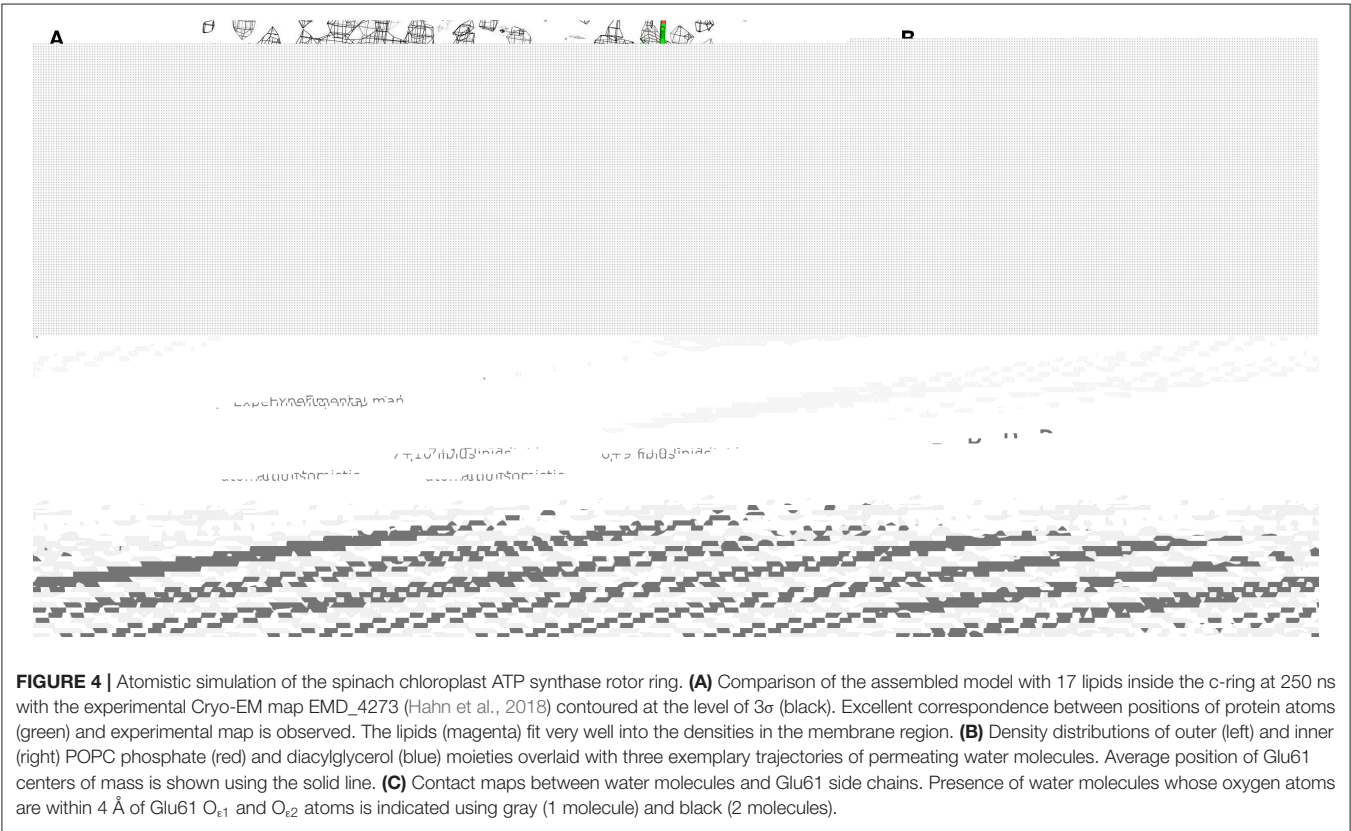 A
B
FIGURE 4 | Atomistic simulation of the spinach chloroplast ATP synthase rotor ring. (A) Comparison of the assembled model with 17 lipids inside the c-ring at 250 ns
with the experimental Cryo-EM map EMD_4273 (Hahn et al., 2018) contoured at the level of 3σ (black). Excellent correspondence between positions of protein atoms
(green) and experimental map is observed. The lipids (magenta) fit very well into the densities in the membrane region. (B) Density distributions of outer (left) and inner
(right) POPC phosphate (red) and diacylglycerol (blue) moieties overlaid with three exemplary trajectories of permeating water molecules. Average position of Glu61
centers of mass is shown using the solid line. (C) Contact maps between water molecules and Glu61 side chains. Presence of water molecules whose oxygen atoms
are within 4 Å of Glu61 Oε1 and Oε2 atoms is indicated using gray (1 molecule) and black (2 molecules).